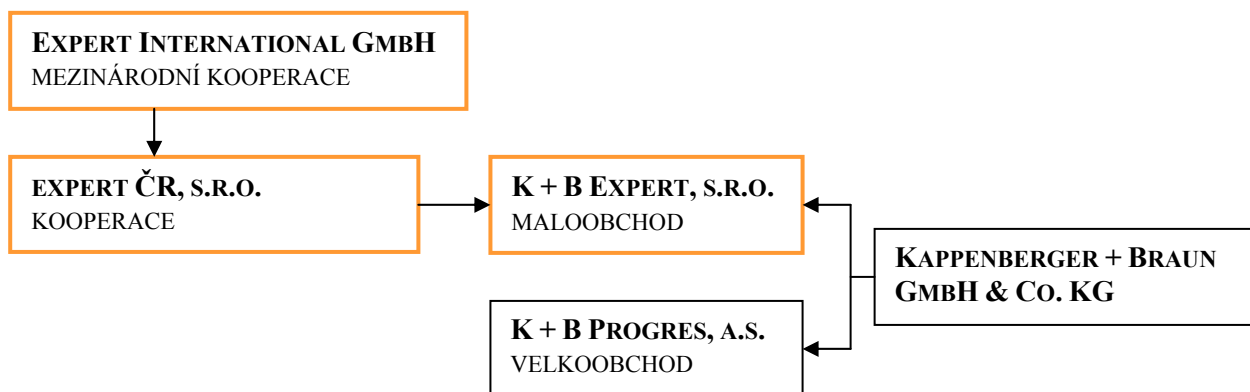 EXPERT INTERNATIONAL GMBH
MEZINÁRODNÍ KOOPERACE
EXPERT ČR, S.R.O.
KOOPERACE
K + B EXPERT, S.R.O.
MALOOBCHOD
KAPPENBERGER + BRAUN
GMBH & CO. KG
K + B PROGRES, A.S.
VELKOOBCHOD